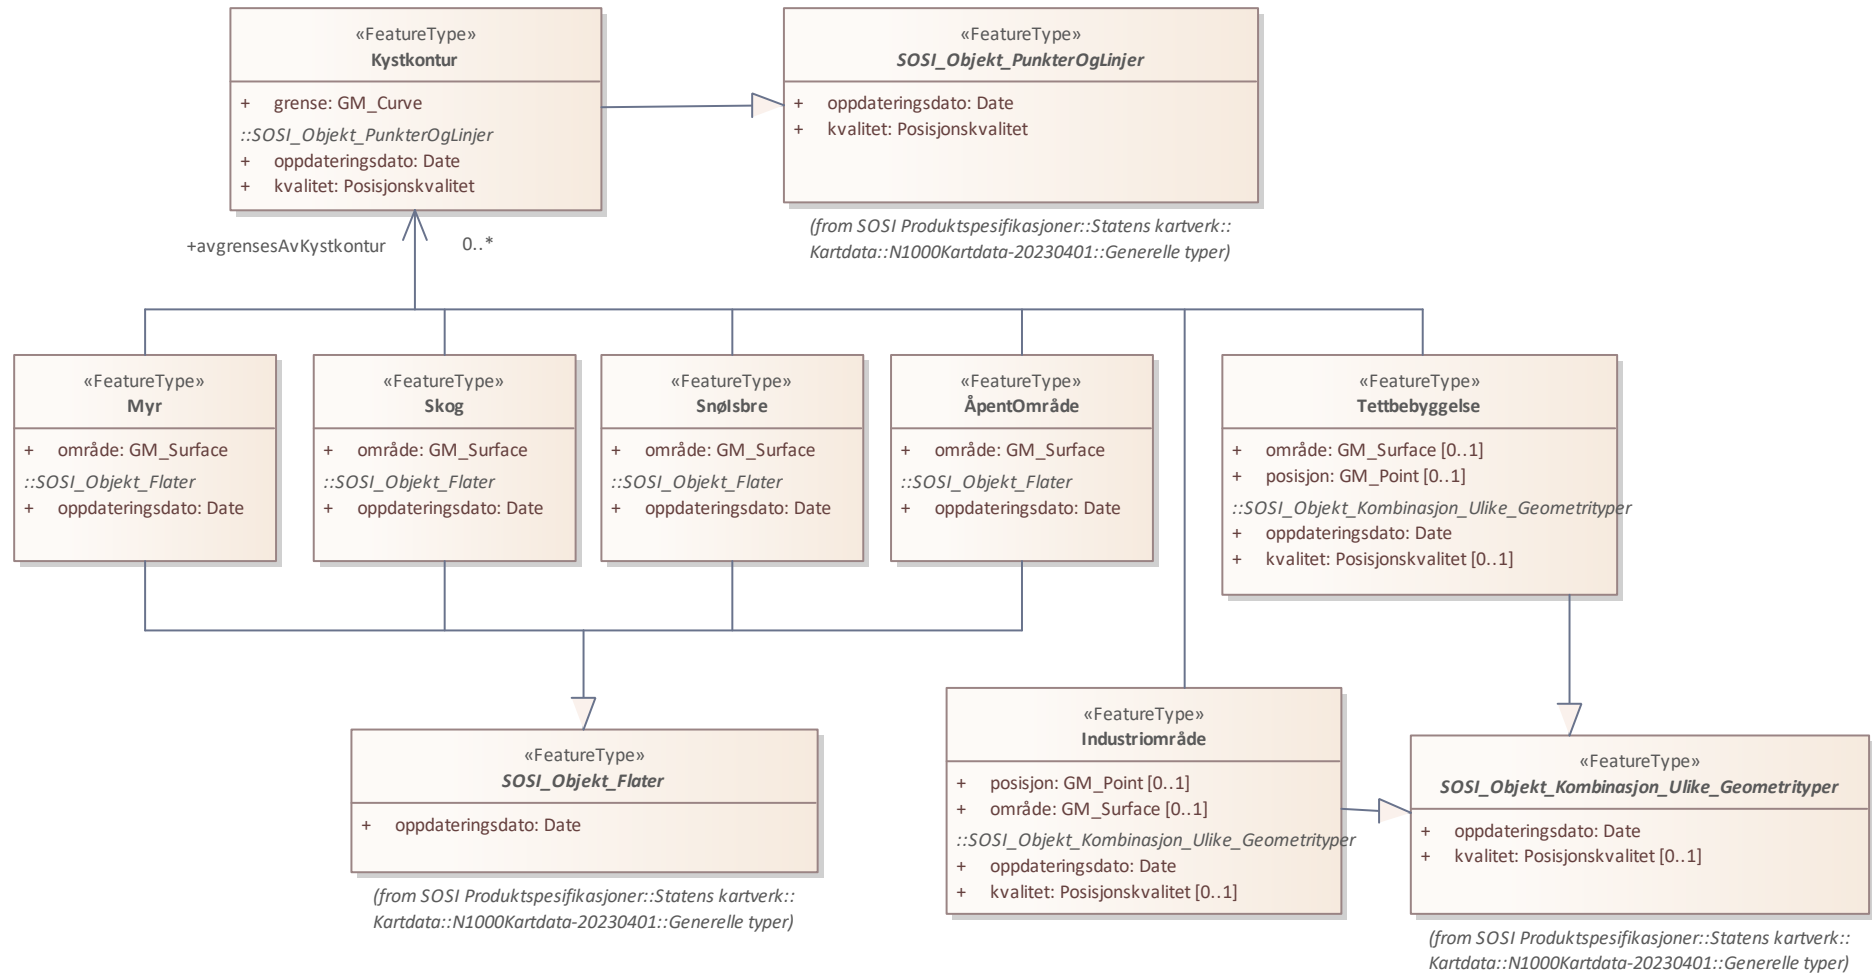 «FeatureType»
Kystkontur
+ grense: GM_Curve
::SOSI_Objekt_PunkterOgLinjer
+ oppdateringsdato: Date
+ kvalitet: Posisjonskvalitet
«FeatureType»
SOSI_Objekt_PunkterOgLinjer
+ oppdateringsdato: Date
+ kvalitet: Posisjonskvalitet
(from SOSI Produktspesifikasjoner::Statens kartverk::
Kartdata::N1000Kartdata-20230401::Generelle typer)
+avgrensesAvKystkontur
0..*
«FeatureType»
Myr
+ område: GM_Surface
::SOSI_Objekt_Flater
+ oppdateringsdato: Date
«FeatureType»
Skog
+ område: GM_Surface
::SOSI_Objekt_Flater
+ oppdateringsdato: Date
«FeatureType»
SnøIsbre
+ område: GM_Surface
::SOSI_Objekt_Flater
+ oppdateringsdato: Date
«FeatureType»
ÅpentOmråde
+ område: GM_Surface
::SOSI_Objekt_Flater
+ oppdateringsdato: Date
«FeatureType»
Tettbebyggelse
+ område: GM_Surface [0..1]
+ posisjon: GM_Point [0..1]
::SOSI_Objekt_Kombinasjon_Ulike_Geometrityper
+ oppdateringsdato: Date
+ kvalitet: Posisjonskvalitet [0..1]
«FeatureType»
SOSI_Objekt_Flater
+ oppdateringsdato: Date
(from SOSI Produktspesifikasjoner::Statens kartverk::
Kartdata::N1000Kartdata-20230401::Generelle typer)
«FeatureType»
Industriområde
+ posisjon: GM_Point [0..1]
+ område: GM_Surface [0..1]
::SOSI_Objekt_Kombinasjon_Ulike_Geometrityper
+ oppdateringsdato: Date
+ kvalitet: Posisjonskvalitet [0..1]
«FeatureType»
SOSI_Objekt_Kombinasjon_Ulike_Geometrityper
+ oppdateringsdato: Date
+ kvalitet: Posisjonskvalitet [0..1]
(from SOSI Produktspesifikasjoner::Statens kartverk::
Kartdata::N1000Kartdata-20230401::Generelle typer)